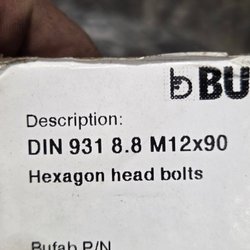 BU
Description:
DIN 931 8.8 M12x90
Hexagon head bolts
Bufab P/N